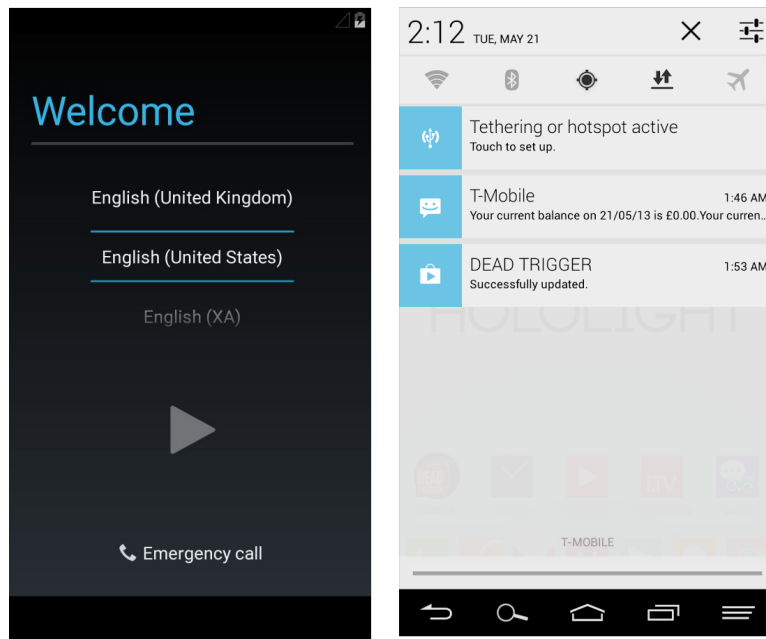 Welcome
English (United Kingdom)
English (United States)
English (XA)
Emergency call
2:12 TUE, MAY 21
Tethering or hotspot active
Touch to set up.
T-Mobile 1:46 AM
Your current balance on 21/05/13 is £0.00.Your curren..
DEAD TRIGGER 1:53 AM
Successfully updated.
HOLOLIGHT
DEAD
iTV
T-MOBILE